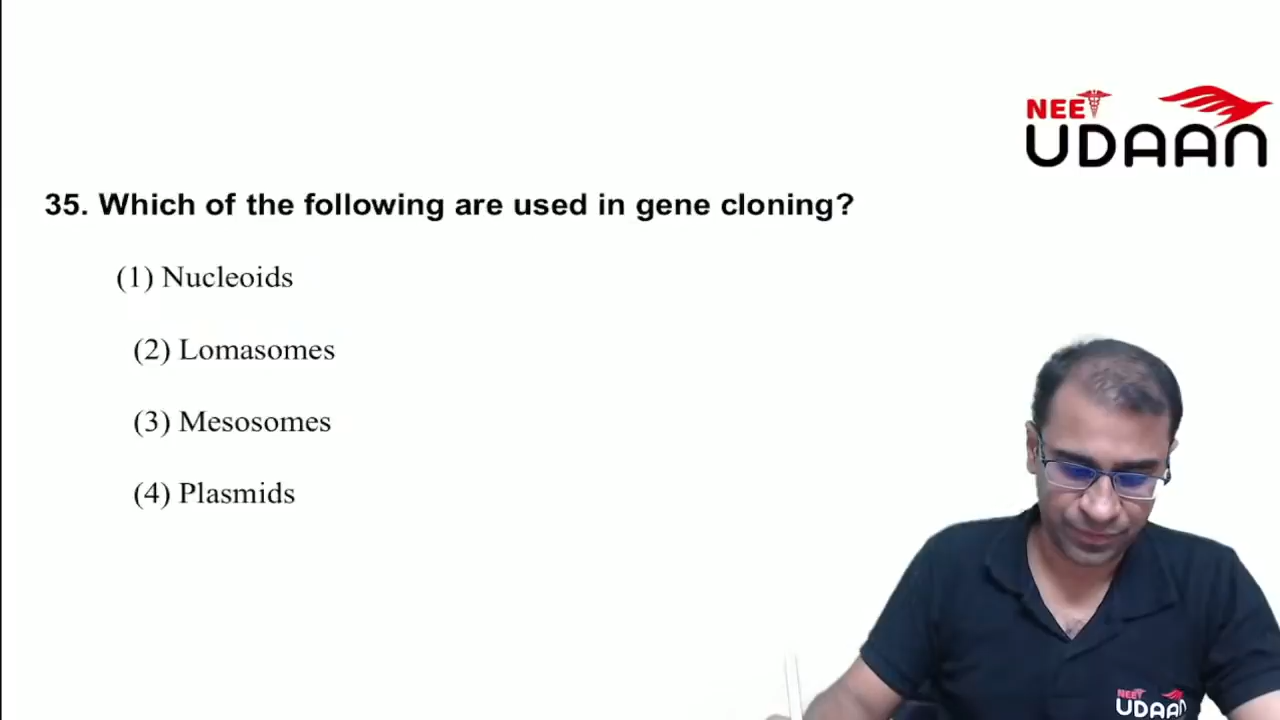 NEET
UDAAN
35. Which of the following are used in gene cloning?
(1) Nucleoids
(2) Lomasomes
(3) Mesosomes
(4) Plasmids
NEET
UDAAN